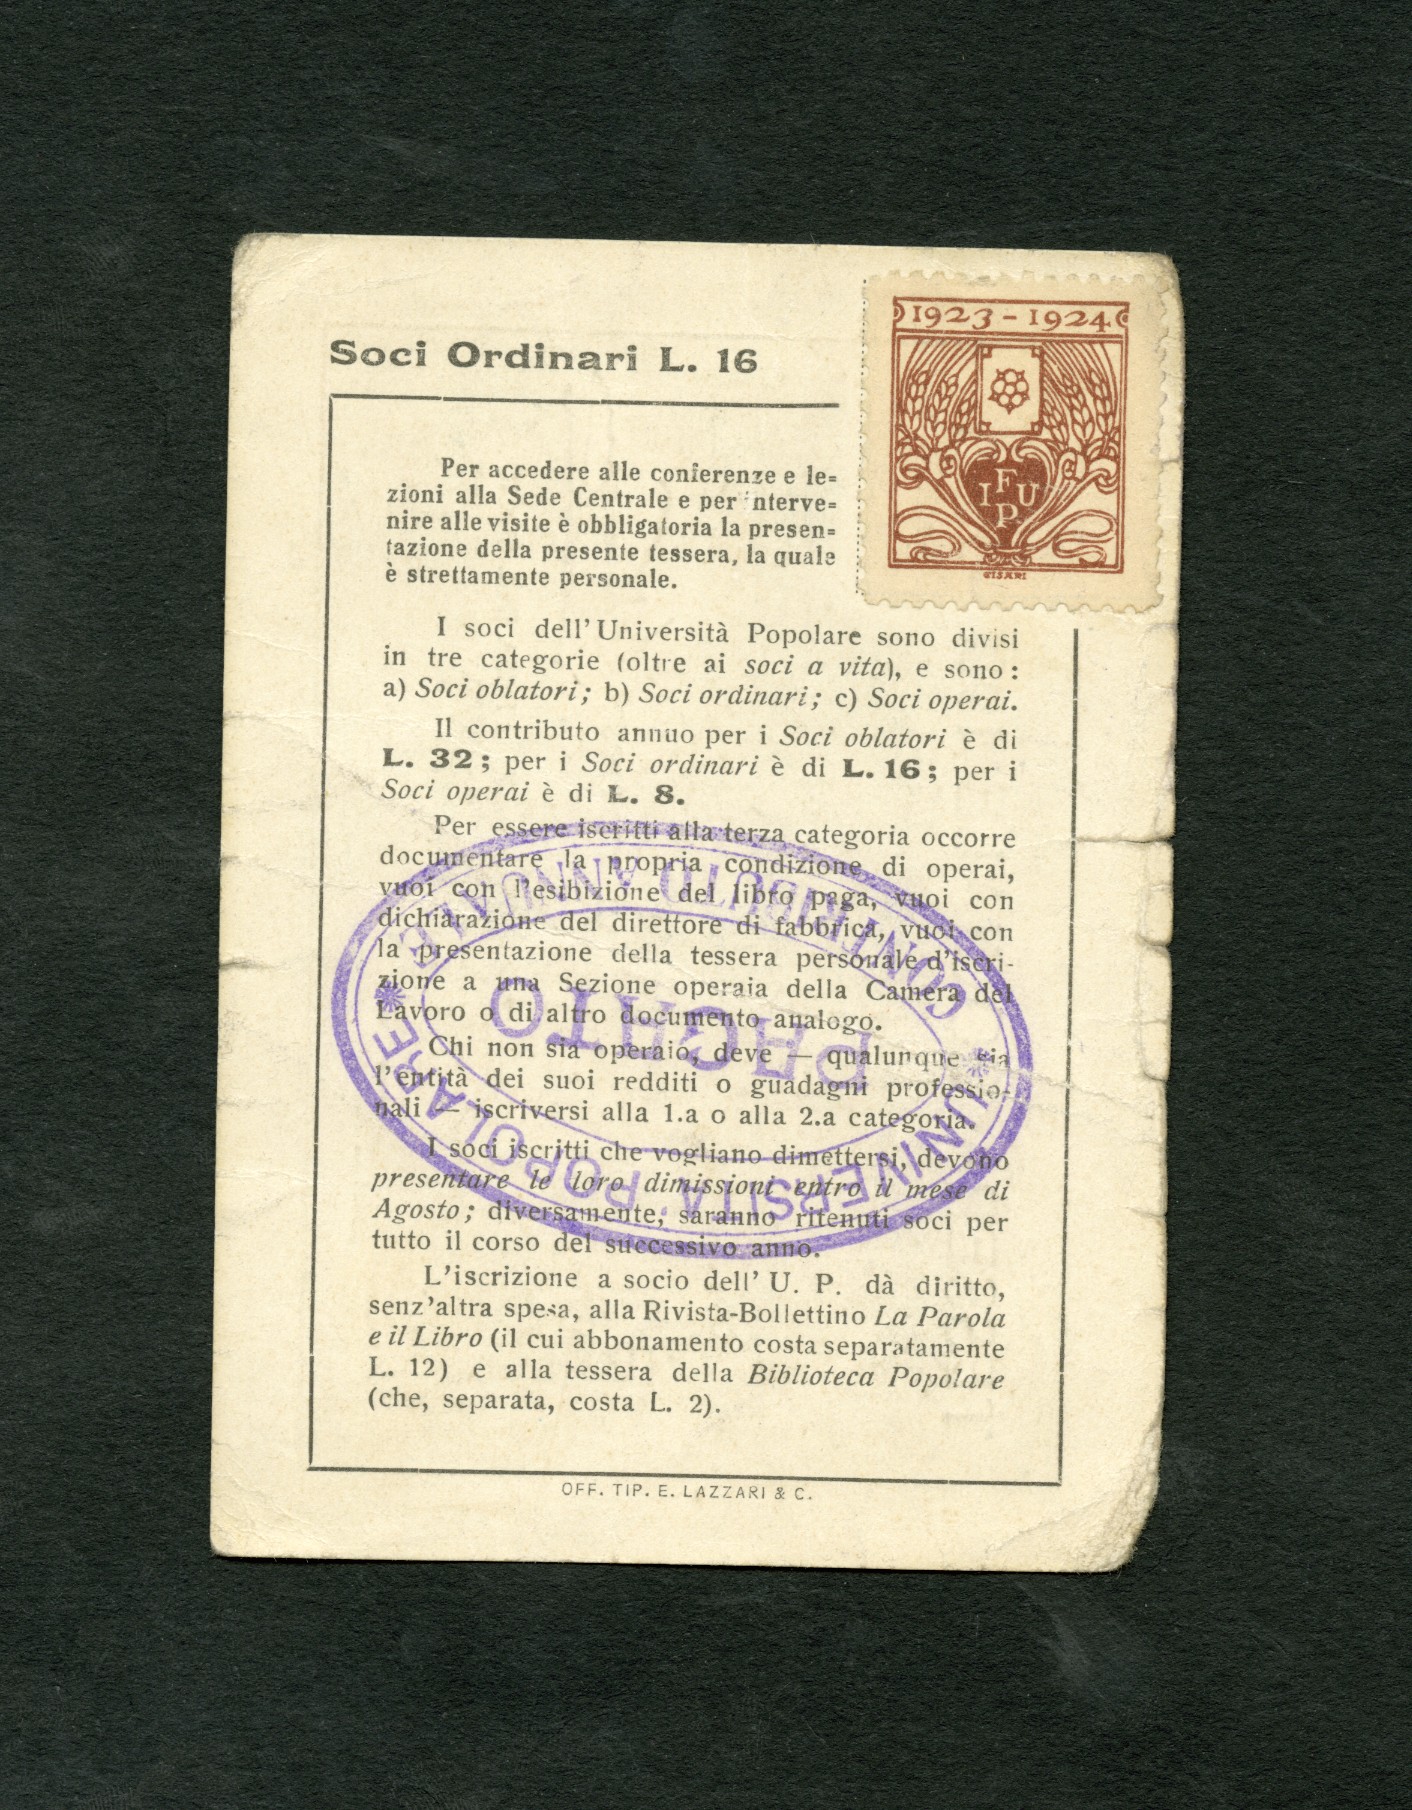 Soci Ordinari L. 16
1923 - 1924
F
I U
P
CISARI
Per accedere alle conferenze e le=
zioni alla Sede Centrale e per interve=
nire alle visite è obbligatoria la presen=
tazione della presente tessera, la quale
è strettamente personale.
I soci dell'Università Popolare sono divisi
in tre categorie (oltre ai soci a vita), e sono:
a) Soci oblatori; b) Soci ordinari; c) Soci operai.
Il contributo annuo per i Soci oblatori è di
L. 32; per i Soci ordinari è di L. 16; per i
Soci operai è di L. 8.
Per essere iscritti alla terza categoria occorre
documentare la propria condizione di operai,
vuoi con l'esibizione del libro paga, vuoi con
dichiarazione del direttore di fabbrica, vuoi con
la presentazione della tessera personale d'iscri-
zione a una Sezione operaia della Camera del
Lavoro o di altro documento analogo.
Chi non sia operaio, deve — qualunque sia
l'entità dei suoi redditi o guadagni professio-
nali — iscriversi alla 1.a o alla 2.a categoria.
I soci iscritti che vogliano dimettersi, devono
presentare le loro dimissioni entro il mese di
Agosto; diversamente, saranno ritenuti soci per
tutto il corso del successivo anno.
L'iscrizione a socio dell' U. P. dà diritto,
senz'altra spesa, alla Rivista-Bollettino La Parola
e il Libro (il cui abbonamento costa separatamente
L. 12) e alla tessera della Biblioteca Popolare
(che, separata, costa L. 2).
UNIVERSITÀ POPOLARE
PAGATO
CONTRIBUTO ANNUALE
OFF. TIP. E. LAZZARI & C.